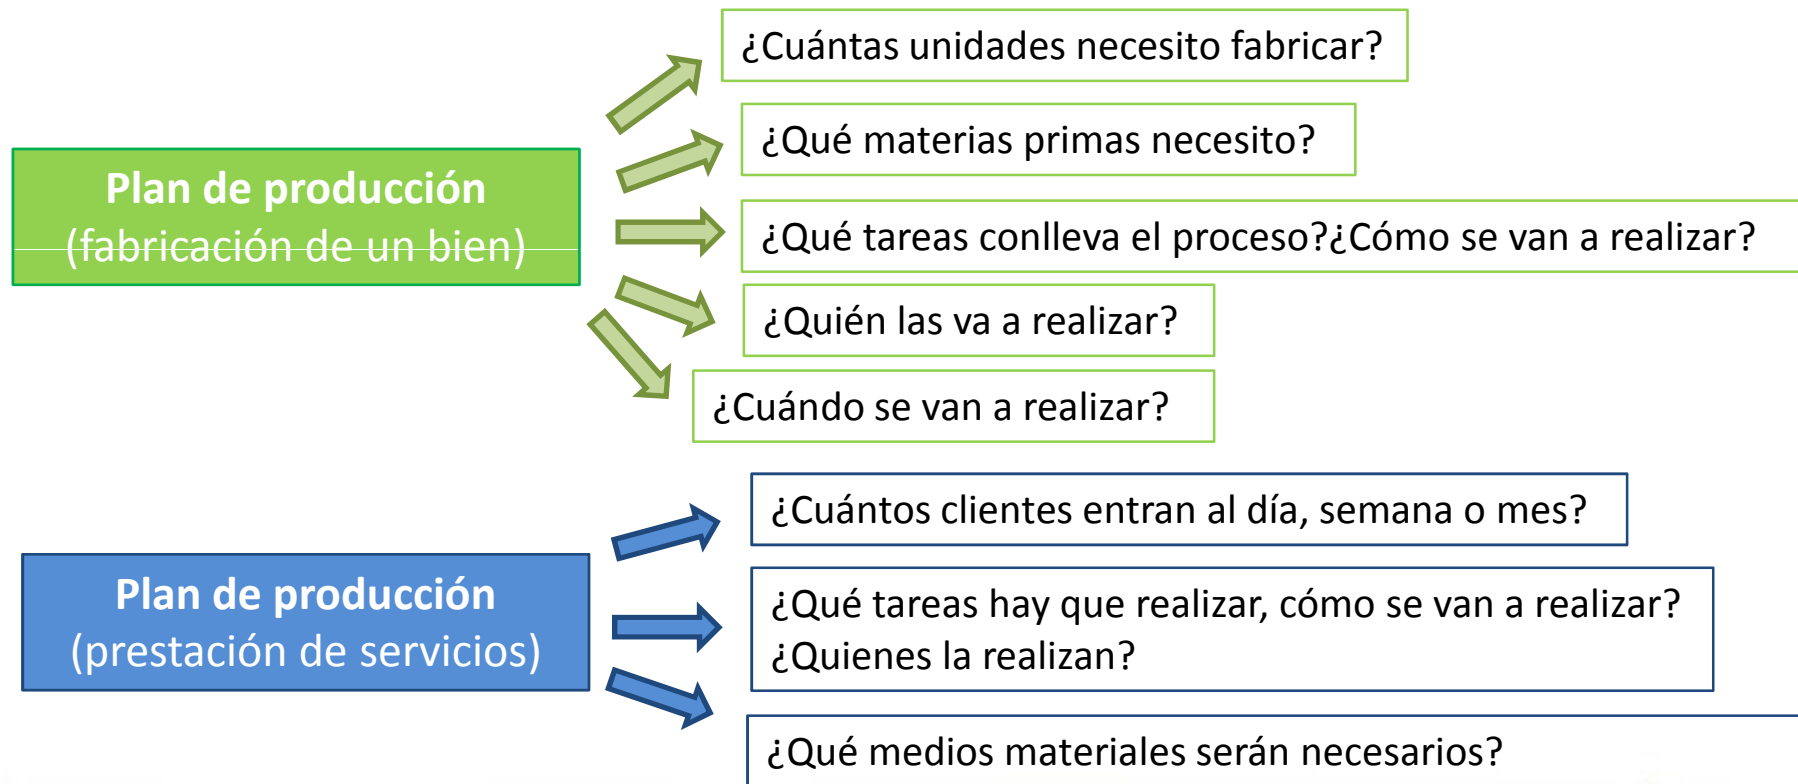 ¿Cuántas unidades necesito fabricar?
¿Qué materias primas necesito?
Plan de producción
(fabricación de un bien)
¿Qué tareas conlleva el proceso?¿Cómo se van a realizar?
¿Quién las va a realizar?
¿Cuándo se van a realizar?
¿Cuántos clientes entran al día, semana o mes?
Plan de producción
(prestación de servicios)
¿Qué tareas hay que realizar, cómo se van a realizar?
¿Quienes la realizan?
¿Qué medios materiales serán necesarios?